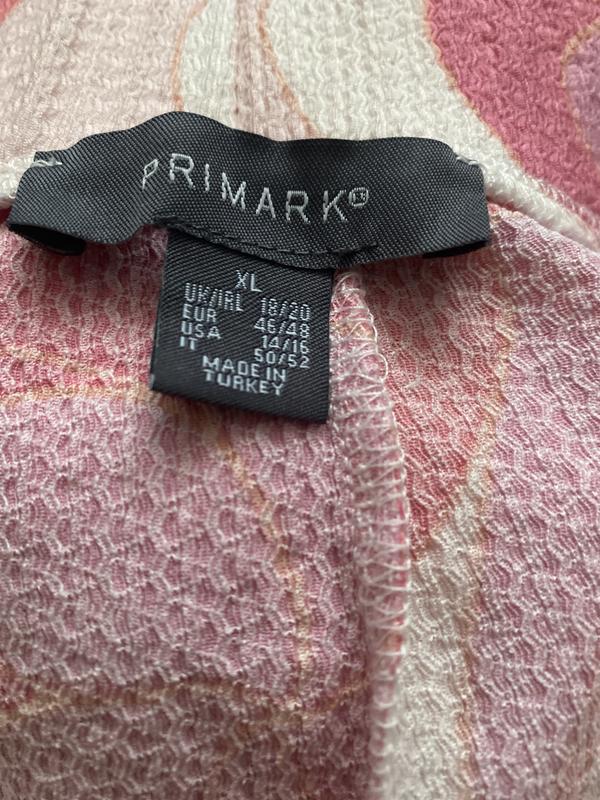 PRIMARK®
XL
UK/IRL 18/20
EUR 46/48
USA 14/16
IT 50/52
MADE IN
TURKEY